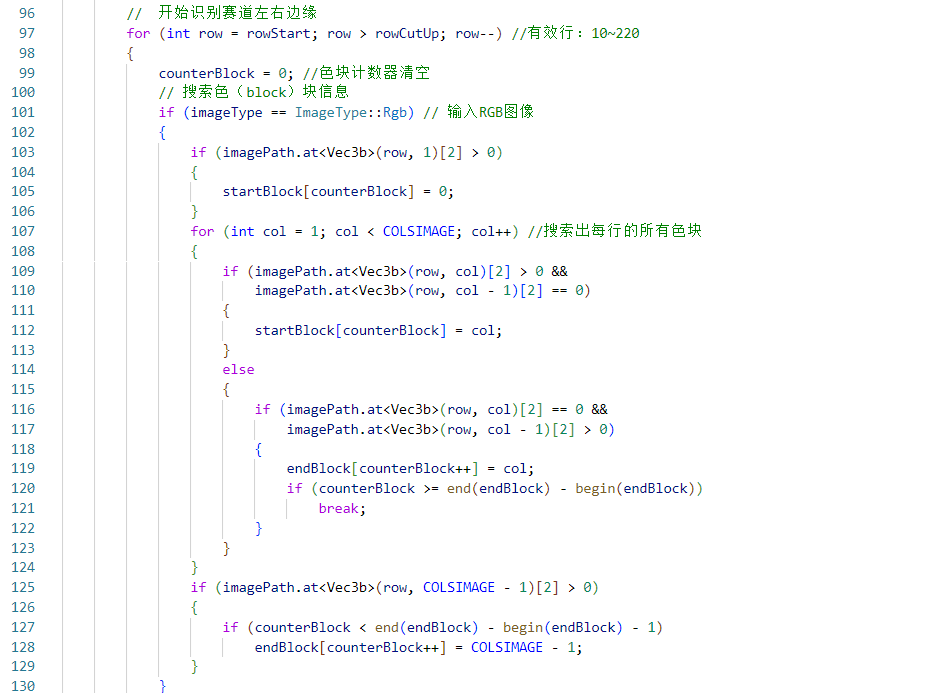 96 //  开始识别赛道左右边缘
97 for (int row = rowStart; row > rowCutUp; row--) //有效行：10~220
98 {
99 counterBlock = 0; //色块计数器清空
100 // 搜索色（block）块信息
101 if (imageType == ImageType::Rgb) // 输入RGB图像
102 {
103 if (imagePath.at<Vec3b>(row, 1)[2] > 0)
104 {
105 startBlock[counterBlock] = 0;
106 }
107 for (int col = 1; col < COLSIMAGE; col++) //搜索出每行的所有色块
108 {
109 if (imagePath.at<Vec3b>(row, col)[2] > 0 &&
110 imagePath.at<Vec3b>(row, col - 1)[2] == 0)
111 {
112 startBlock[counterBlock] = col;
113 }
114 else
115 {
116 if (imagePath.at<Vec3b>(row, col)[2] == 0 &&
117 imagePath.at<Vec3b>(row, col - 1)[2] > 0)
118 {
119 endBlock[counterBlock++] = col;
120 if (counterBlock >= end(endBlock) - begin(endBlock))
121 break;
122 }
123 }
124 }
125 if (imagePath.at<Vec3b>(row, COLSIMAGE - 1)[2] > 0)
126 {
127 if (counterBlock < end(endBlock) - begin(endBlock) - 1)
128 endBlock[counterBlock++] = COLSIMAGE - 1;
129 }
130 }